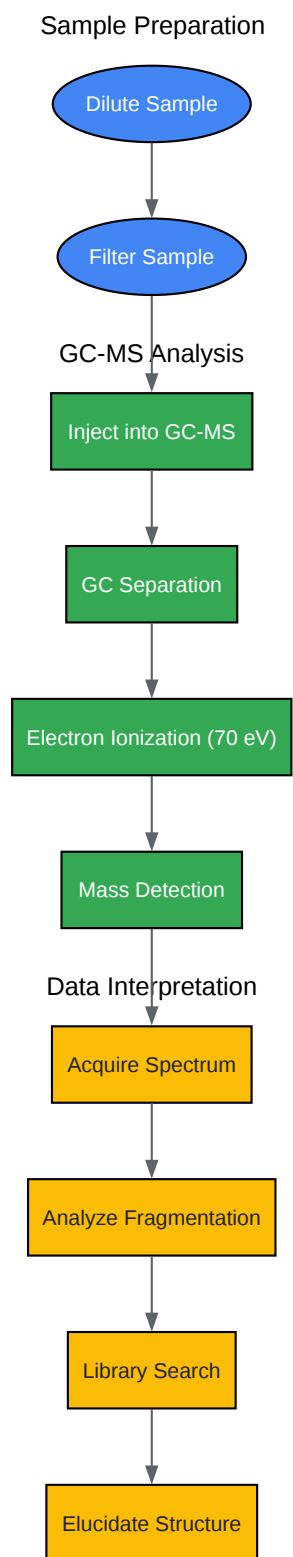 Sample Preparation
Dilute Sample
Filter Sample
GC-MS Analysis
Inject into GC-MS
GC Separation
Electron Ionization (70 eV)
Mass Detection
Data Interpretation
Acquire Spectrum
Analyze Fragmentation
Library Search
Elucidate Structure